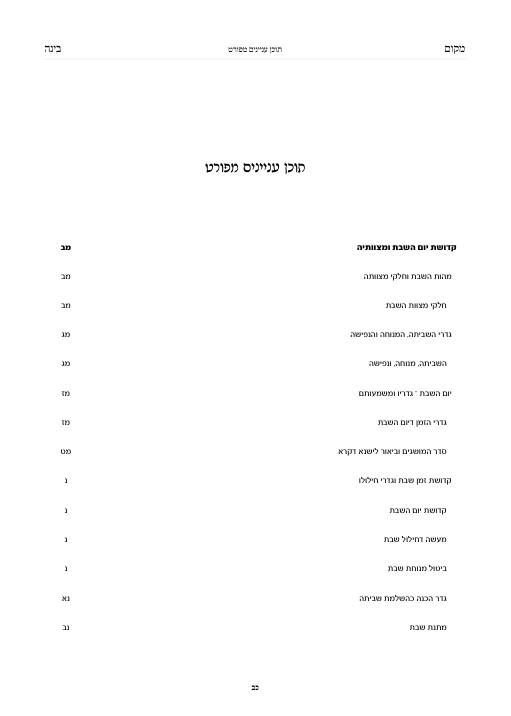 מקום תוכן עניינים מפורט בינה
תוכן עניינים מפורט
קדושת יום השבת ומצוותיה מב
מהות השבת וחלקי מצוותה מב
חלקי מצוות השבת מב
גדרי השביתה, המנוחה והנפישה מג
השביתה, מנוחה, ונפישה מג
יום השבת - גדריו ומשמעותם מז
גדרי הזמן דיום השבת מז
סדר המושגים וביאור לישנא דקרא מט
קדושת זמן שבת וגדרי חילולו נ
קדושת יום השבת נ
מעשה דחילול שבת נ
ביטול מנוחת שבת נ
גדר הכנה כהשלמת שביתה נא
מתנת שבת נב
כב